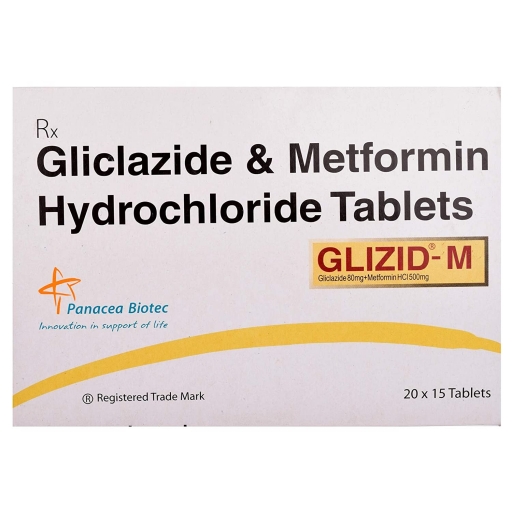 Rx
Gliclazide & Metformin
Hydrochloride Tablets
GLIZID®-M
Gliclazide 80mg+Metformin HCl 500mg
Panacea Biotec
Innovation in support of life
® Registered Trade Mark
20 x 15 Tablets